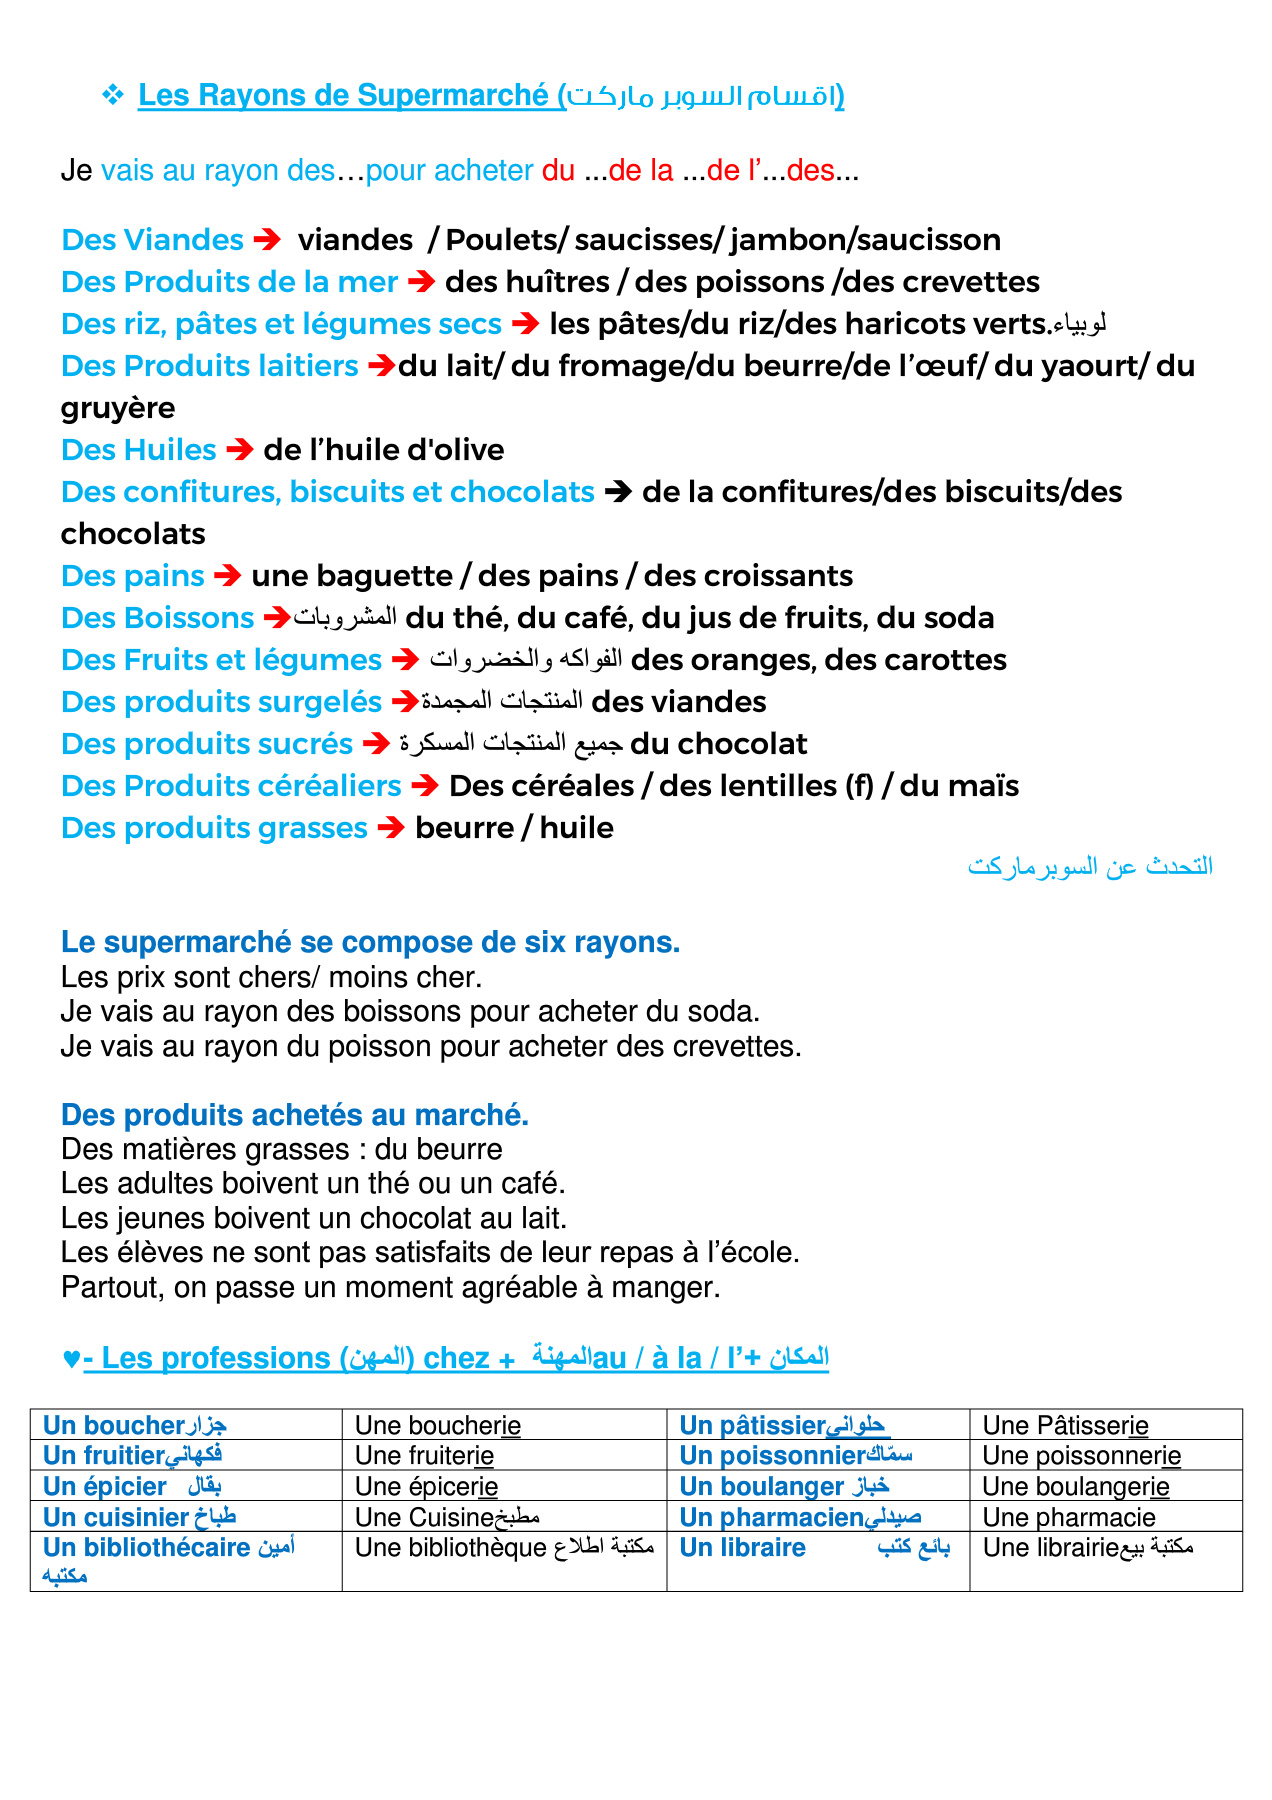 ❖ Les Rayons de Supermarché (اقسام السوبر ماركت)
Je vais au rayon des…pour acheter du ...de la ...de l’...des...
Des Viandes ➔ viandes / Poulets/ saucisses/ jambon/saucisson
Des Produits de la mer ➔ des huîtres / des poissons /des crevettes
Des riz, pâtes et légumes secs ➔ les pâtes/du riz/des haricots verts.لوبياء
Des Produits laitiers ➔du lait/ du fromage/du beurre/de l’œuf/ du yaourt/ du
gruyère
Des Huiles ➔ de l’huile d'olive
Des confitures, biscuits et chocolats ➔ de la confitures/des biscuits/des
chocolats
Des pains ➔ une baguette / des pains / des croissants
Des Boissons ➔المشروبات du thé, du café, du jus de fruits, du soda
Des Fruits et légumes ➔ الفواكه والخضروات des oranges, des carottes
Des produits surgelés ➔المنتجات المجمدة des viandes
Des produits sucrés ➔ جميع المنتجات المسكرة du chocolat
Des Produits céréaliers ➔ Des céréales / des lentilles (f) / du maïs
Des produits grasses ➔ beurre / huile
التحدث عن السوبرماركت
Le supermarché se compose de six rayons.
Les prix sont chers/ moins cher.
Je vais au rayon des boissons pour acheter du soda.
Je vais au rayon du poisson pour acheter des crevettes.
Des produits achetés au marché.
Des matières grasses : du beurre
Les adultes boivent un thé ou un café.
Les jeunes boivent un chocolat au lait.
Les élèves ne sont pas satisfaits de leur repas à l’école.
Partout, on passe un moment agréable à manger.
♥- Les professions (المهن) chez + المهنةau / à la / l’+ المكان
Un boucherجزار Une boucherie Un pâtissierحلواني Une Pâtisserie
Un fruitierفكهاني Une fruiterie Un poissonnierسمّاك Une poissonnerie
Un épicier بقال Une épicerie Un boulanger خباز Une boulangerie
Un cuisinier طباخ Une Cuisineمطبخ Un pharmacienصيدلي Une pharmacie
Un bibliothécaire أمين Une bibliothèque مكتبة اطلاع Un libraire بائع كتب Une librairieمكتبة بيع
مكتبه